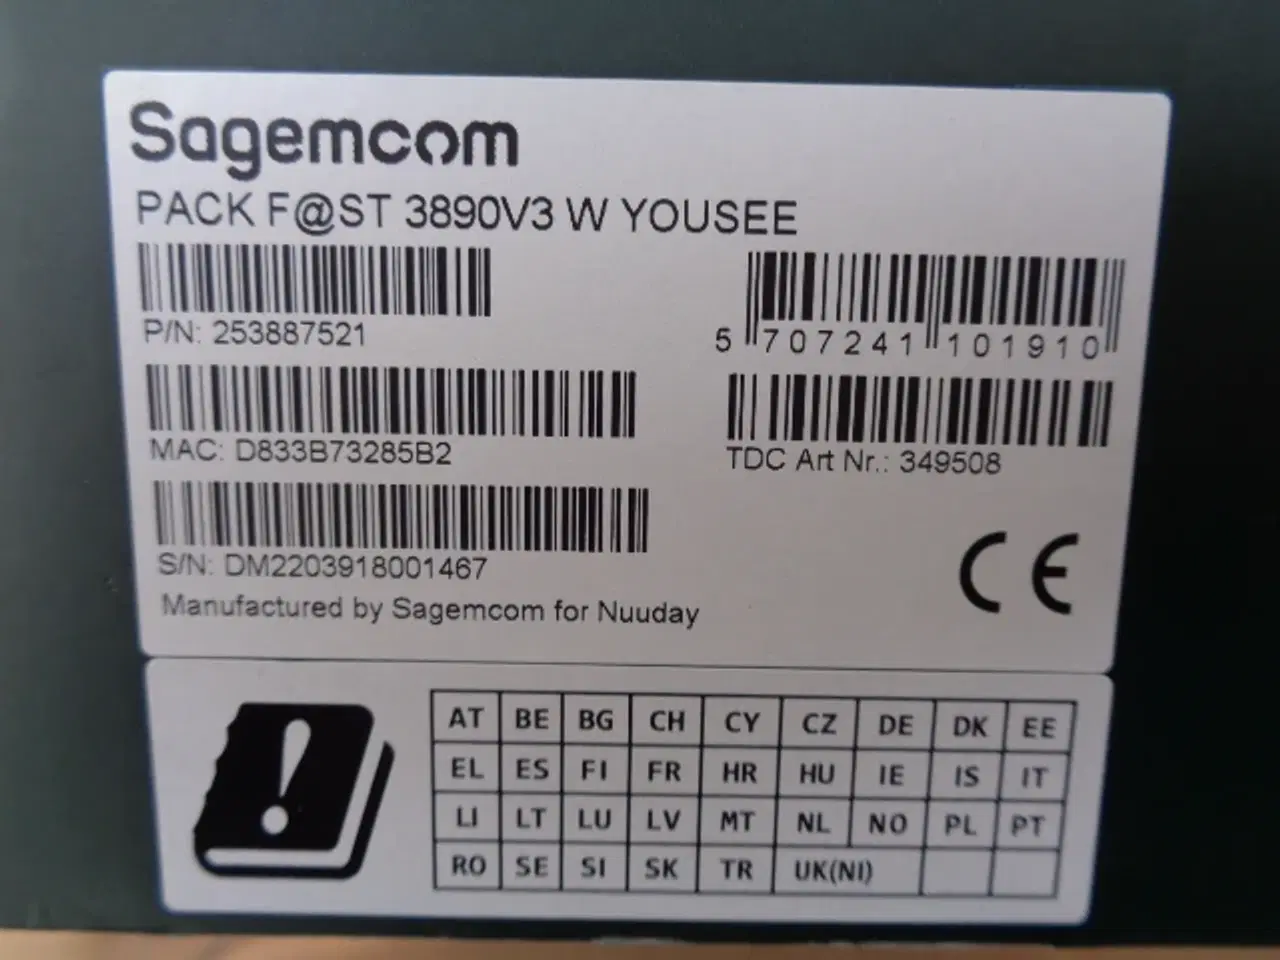 Sagemcom
PACK F@ST 3890V3 W YOUSEE
P/N: 253887521
5 707241 101910
MAC: D833B73285B2
TDC Art Nr.: 349508
S/N: DM2203918001467
Manufactured by Sagemcom for Nuuday
CE
AT BE BG CH CY CZ DE DK EE
EL ES FI FR HR HU IE IS IT
LI LT LU LV MT NL NO PL PT
RO SE SI SK TR UK(NI)